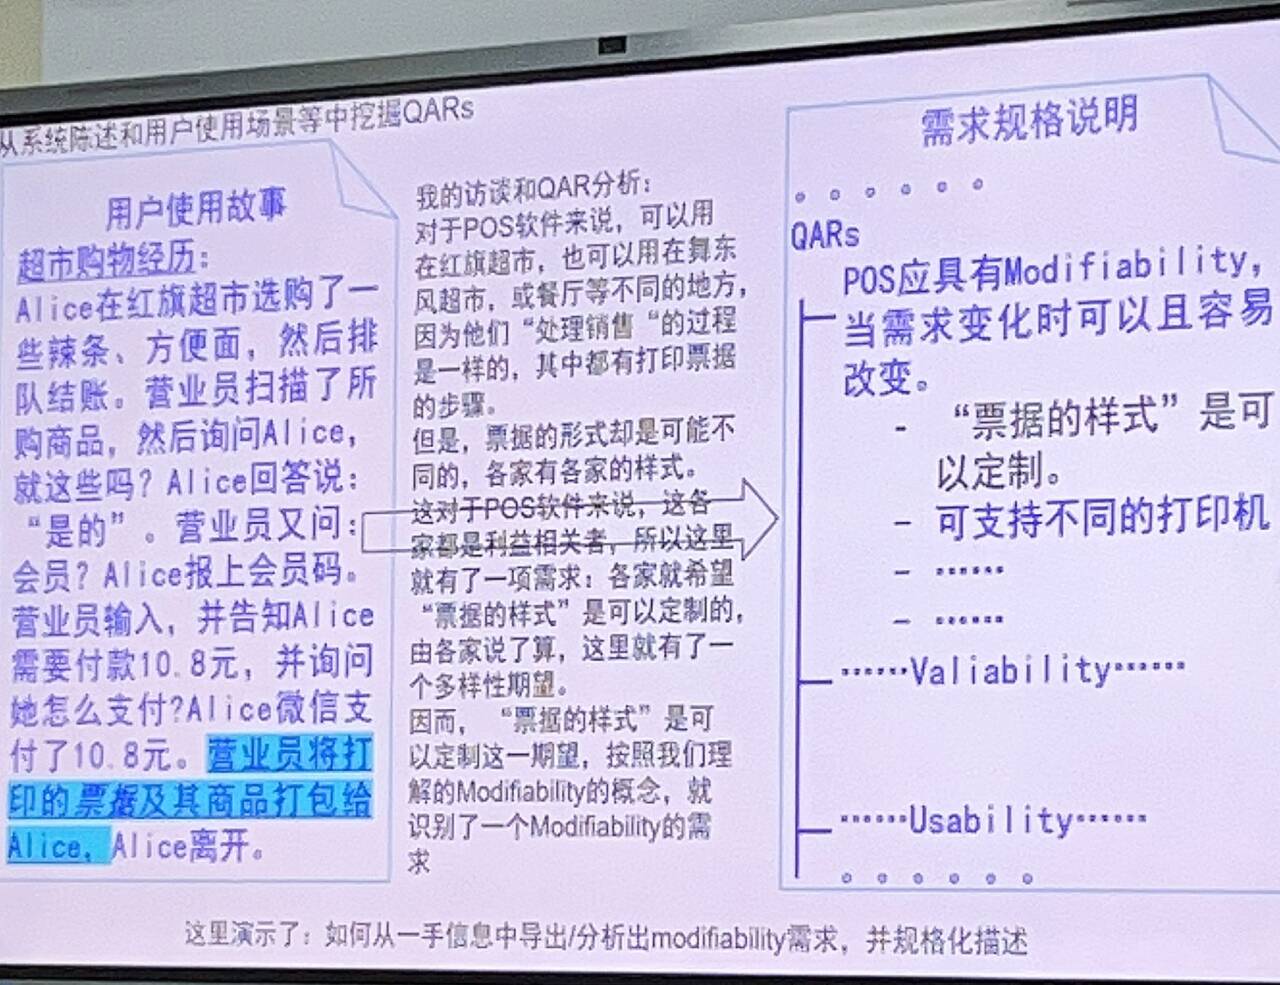 从系统陈述和用户使用场景等中挖掘QARs
用户使用故事
超市购物经历：
Alice在红旗超市选购了一
些辣条、方便面，然后排
队结账。营业员扫描了所
购商品，然后询问Alice，
就这些吗？Alice回答说：
“是的”。营业员又问：
会员？Alice报上会员码。
营业员输入，并告知Alice
需要付款10.8元，并询问
她怎么支付?Alice微信支
付了10.8元。营业员将打
印的票据及其商品打包给
Alice，Alice离开。
我的访谈和QAR分析：
对于POS软件来说，可以用
在红旗超市，也可以用在舞东
风超市，或餐厅等不同的地方，
因为他们“处理销售“的过程
是一样的，其中都有打印票据
的步骤。
但是，票据的形式却是可能不
同的，各家有各家的样式。
这对于POS软件来说，这各
家都是利益相关者，所以这里
就有了一项需求：各家就希望
“票据的样式”是可以定制的，
由各家说了算，这里就有了一
个多样性期望。
因而，“票据的样式”是可
以定制这一期望，按照我们理
解的Modifiability的概念，就
识别了一个Modifiability的需
求
需求规格说明
。。。。。。
QARs
POS应具有Modifiability，
当需求变化时可以且容易
改变。
- “票据的样式”是可
以定制。
- 可支持不同的打印机
- ……
- ……
……Valiability……
……Usability……
。。。。。。
这里演示了：如何从一手信息中导出/分析出modifiability需求，并规格化描述